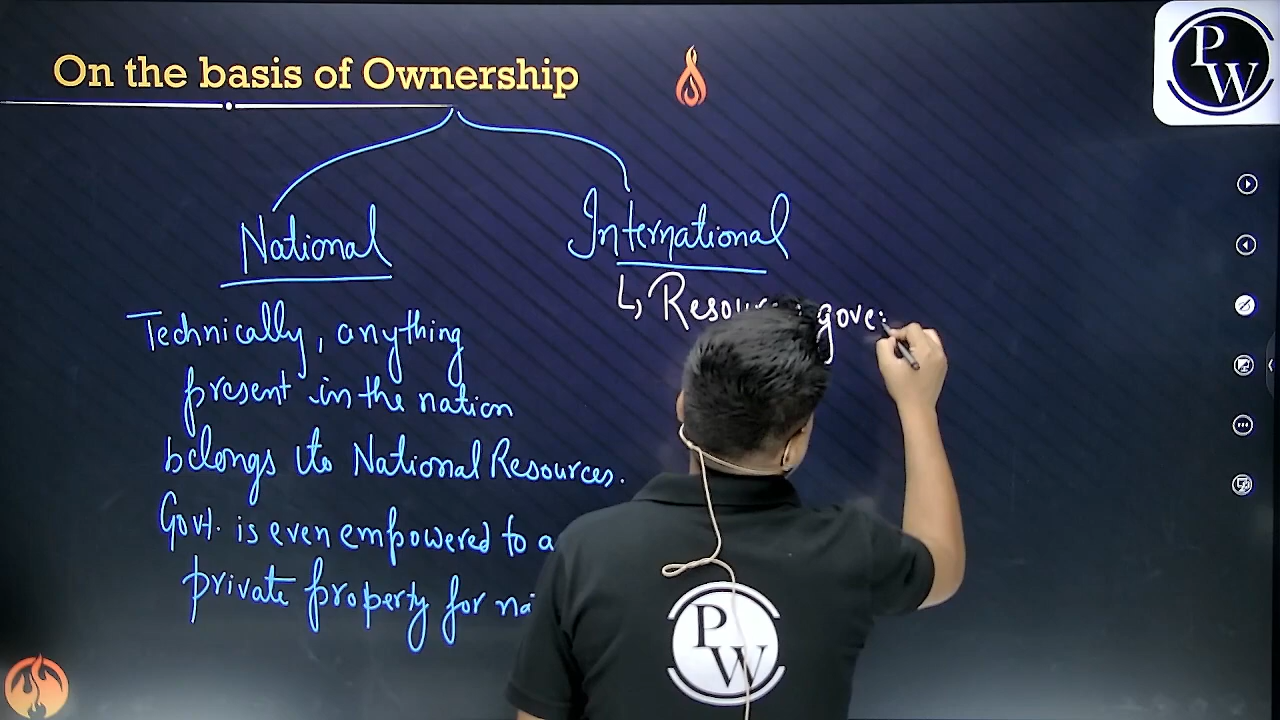 On the basis of Ownership
PW
National
International
↳ Resources gove
Technically, anything
present in the nation
belongs to National Resources.
Govt. is even empowered to a
private property for na
PW